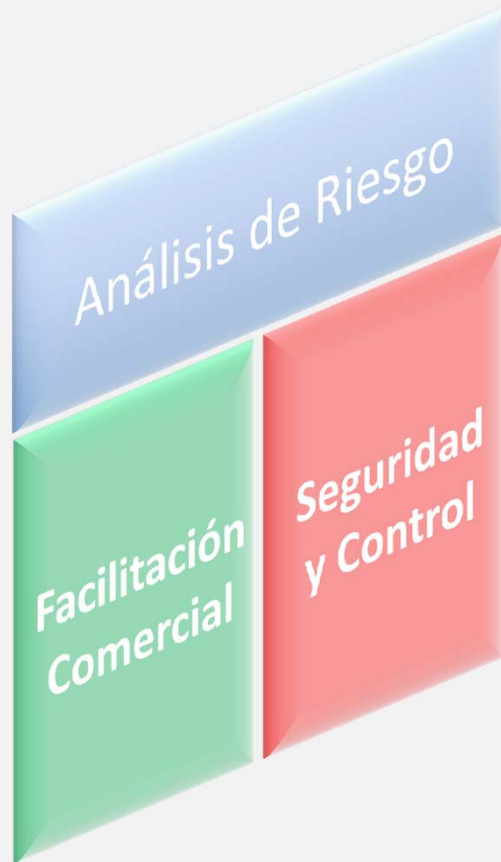 Análisis de Riesgo
Facilitación
Comercial
Seguridad
y Control